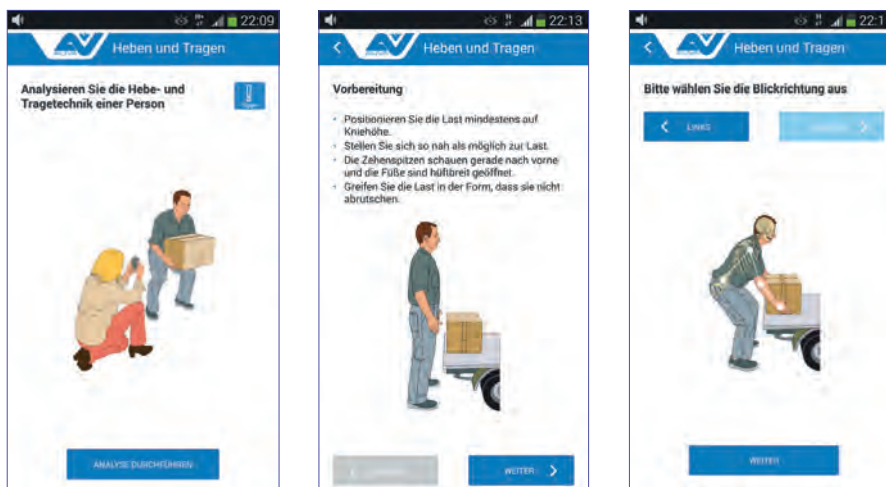 22:09
Heben und Tragen
Analysieren Sie die Hebe- und
Tragetechnik einer Person
ANALYSE DURCHFÜHREN
22:13
Heben und Tragen
Vorbereitung
· Positionieren Sie die Last mindestens auf
Kniehöhe.
· Stellen Sie sich so nah als möglich zur Last.
· Die Zehenspitzen schauen gerade nach vorne
und die Füße sind hüftbreit geöffnet.
· Greifen Sie die Last in der Form, dass sie nicht
abrutschen.
WEITER
22:1
Heben und Tragen
Bitte wählen Sie die Blickrichtung aus
LINKS
WEITER